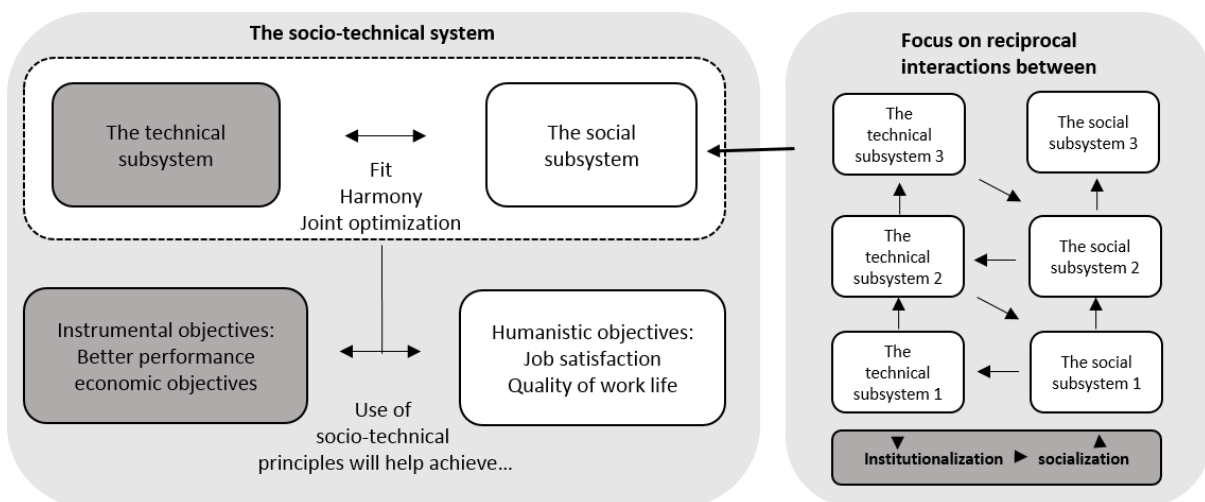 The socio-technical system
The technical
subsystem
Fit
Harmony
Joint optimization
The social
subsystem
Instrumental objectives:
Better performance
economic objectives
Humanistic objectives:
Job satisfaction
Quality of work life
Use of
socio-technical
principles will help achieve...
Focus on reciprocal
interactions between
The
technical
subsystem 3
The social
subsystem 3
The
technical
subsystem 2
The social
subsystem 2
The
technical
subsystem 1
The social
subsystem 1
Institutionalization
socialization